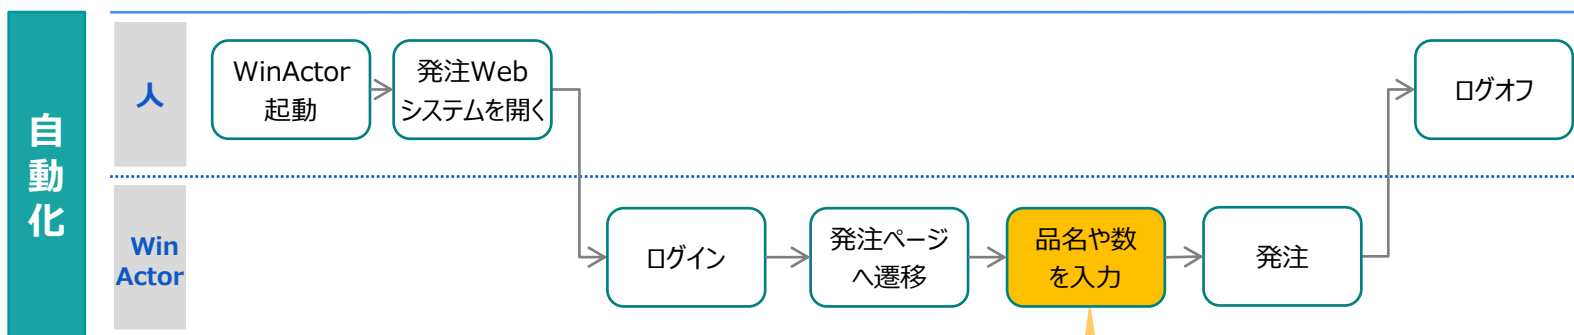 自動化
人
WinActor
起動
発注Web
システムを開く
ログオフ
Win
Actor
ログイン
発注ページ
へ遷移
品名や数
を入力
発注